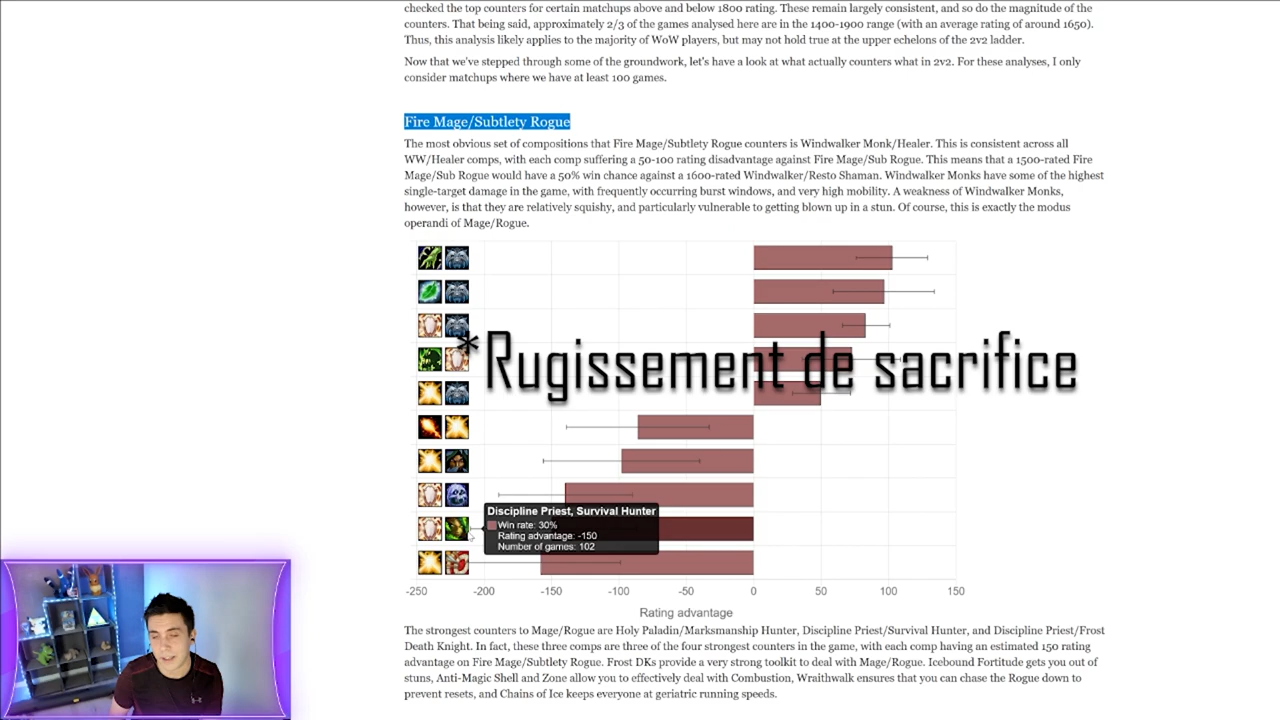 checked the top counters for certain matchups above and below 1800 rating. These remain largely consistent, and so do the magnitude of the
counters. That being said, approximately 2/3 of the games analysed here are in the 1400-1900 range (with an average rating of around 1650).
Thus, this analysis likely applies to the majority of WoW players, but may not hold true at the upper echelons of the 2v2 ladder.
Now that we've stepped through some of the groundwork, let's have a look at what actually counters what in 2v2. For these analyses, I only
consider matchups where we have at least 100 games.
Fire Mage/Subtlety Rogue
The most obvious set of compositions that Fire Mage/Subtlety Rogue counters is Windwalker Monk/Healer. This is consistent across all
WW/Healer comps, with each comp suffering a 50-100 rating disadvantage against Fire Mage/Sub Rogue. This means that a 1500-rated Fire
Mage/Sub Rogue would have a 50% win chance against a 1600-rated Windwalker/Resto Shaman. Windwalker Monks have some of the highest
single-target damage in the game, with frequently occurring burst windows, and very high mobility. A weakness of Windwalker Monks,
however, is that they are relatively squishy, and particularly vulnerable to getting blown up in a stun. Of course, this is exactly the modus
operandi of Mage/Rogue.
*Rugissement de sacrifice
Discipline Priest, Survival Hunter
Win rate: 30%
Rating advantage: -150
Number of games: 102
-250 -200 -150 -100 -50 0 50 100 150
Rating advantage
The strongest counters to Mage/Rogue are Holy Paladin/Marksmanship Hunter, Discipline Priest/Survival Hunter, and Discipline Priest/Frost
Death Knight. In fact, these three comps are three of the four strongest counters in the game, with each comp having an estimated 150 rating
advantage on Fire Mage/Subtlety Rogue. Frost DKs provide a very strong toolkit to deal with Mage/Rogue. Icebound Fortitude gets you out of
stuns, Anti-Magic Shell and Zone allow you to effectively deal with Combustion, Wraithwalk ensures that you can chase the Rogue down to
prevent resets, and Chains of Ice keeps everyone at geriatric running speeds.